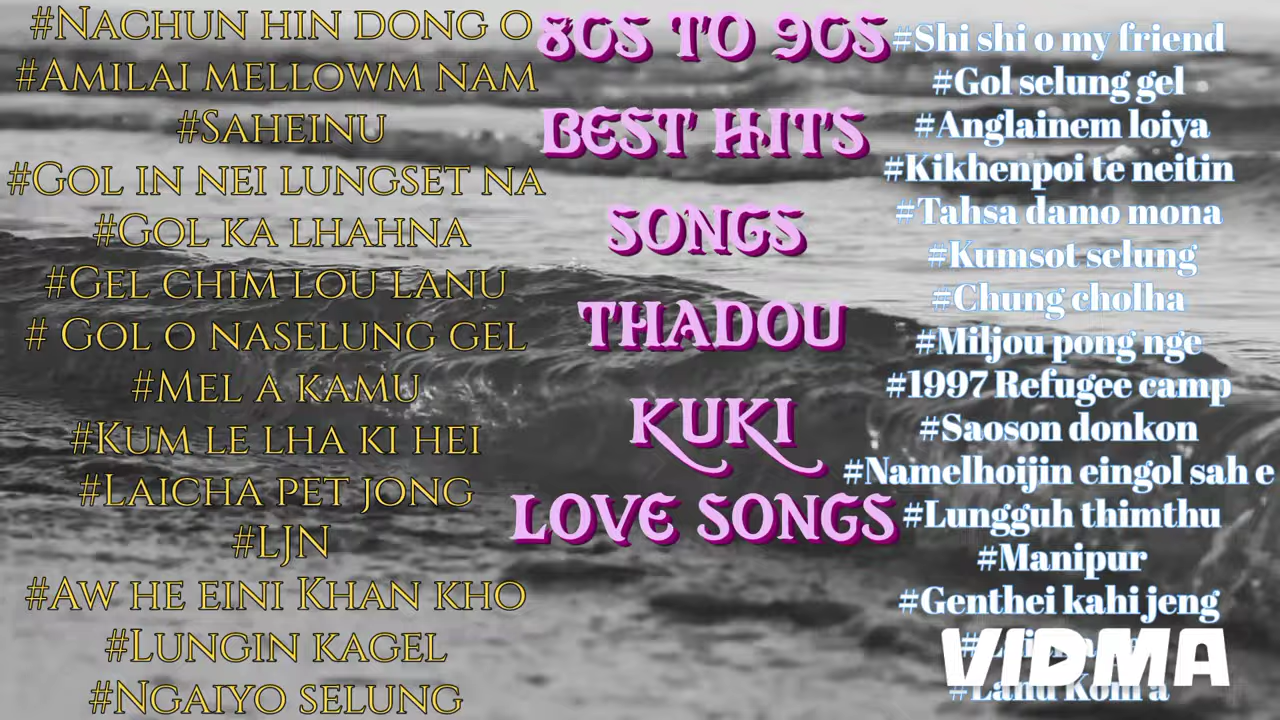 #Nachun hin dong o
#Amilai mellowm nam
#Saheinu
#Gol in nei lungset na
#Gol ka lhahna
#Gel chim lou lanu
# Gol o naselung gel
#Mel a kamu
#Kum le lha ki hei
#Laicha pet jong
#LJN
#Aw he eini Khan kho
#Lungin kagel
#Ngaiyo selung
80s to 90s
Best Hits
Songs
Thadou
Kuki
Love Songs
#Shi shi o my friend
#Gol selung gel
#Anglainem loiya
#Kikhenpoi te neitin
#Tahsa damo mona
#Kumsot selung
#Chung cholha
#Miljou pong nge
#1997 Refugee camp
#Saoson donkon
#Namelhoijin eingol sah e
#Lungguh thimthu
#Manipur
#Genthei kahi jeng
#Lanu Kom a
VIDMA